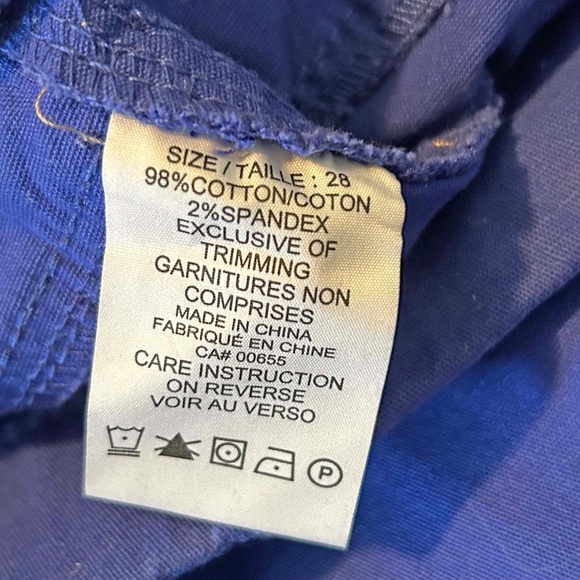 SIZE / TAILLE : 28
98%COTTON/COTON
2%SPANDEX
EXCLUSIVE OF
TRIMMING
GARNITURES NON
COMPRISES
MADE IN CHINA
FABRIQUÉ EN CHINE
CA# 00655
CARE INSTRUCTION
ON REVERSE
VOIR AU VERSO
P